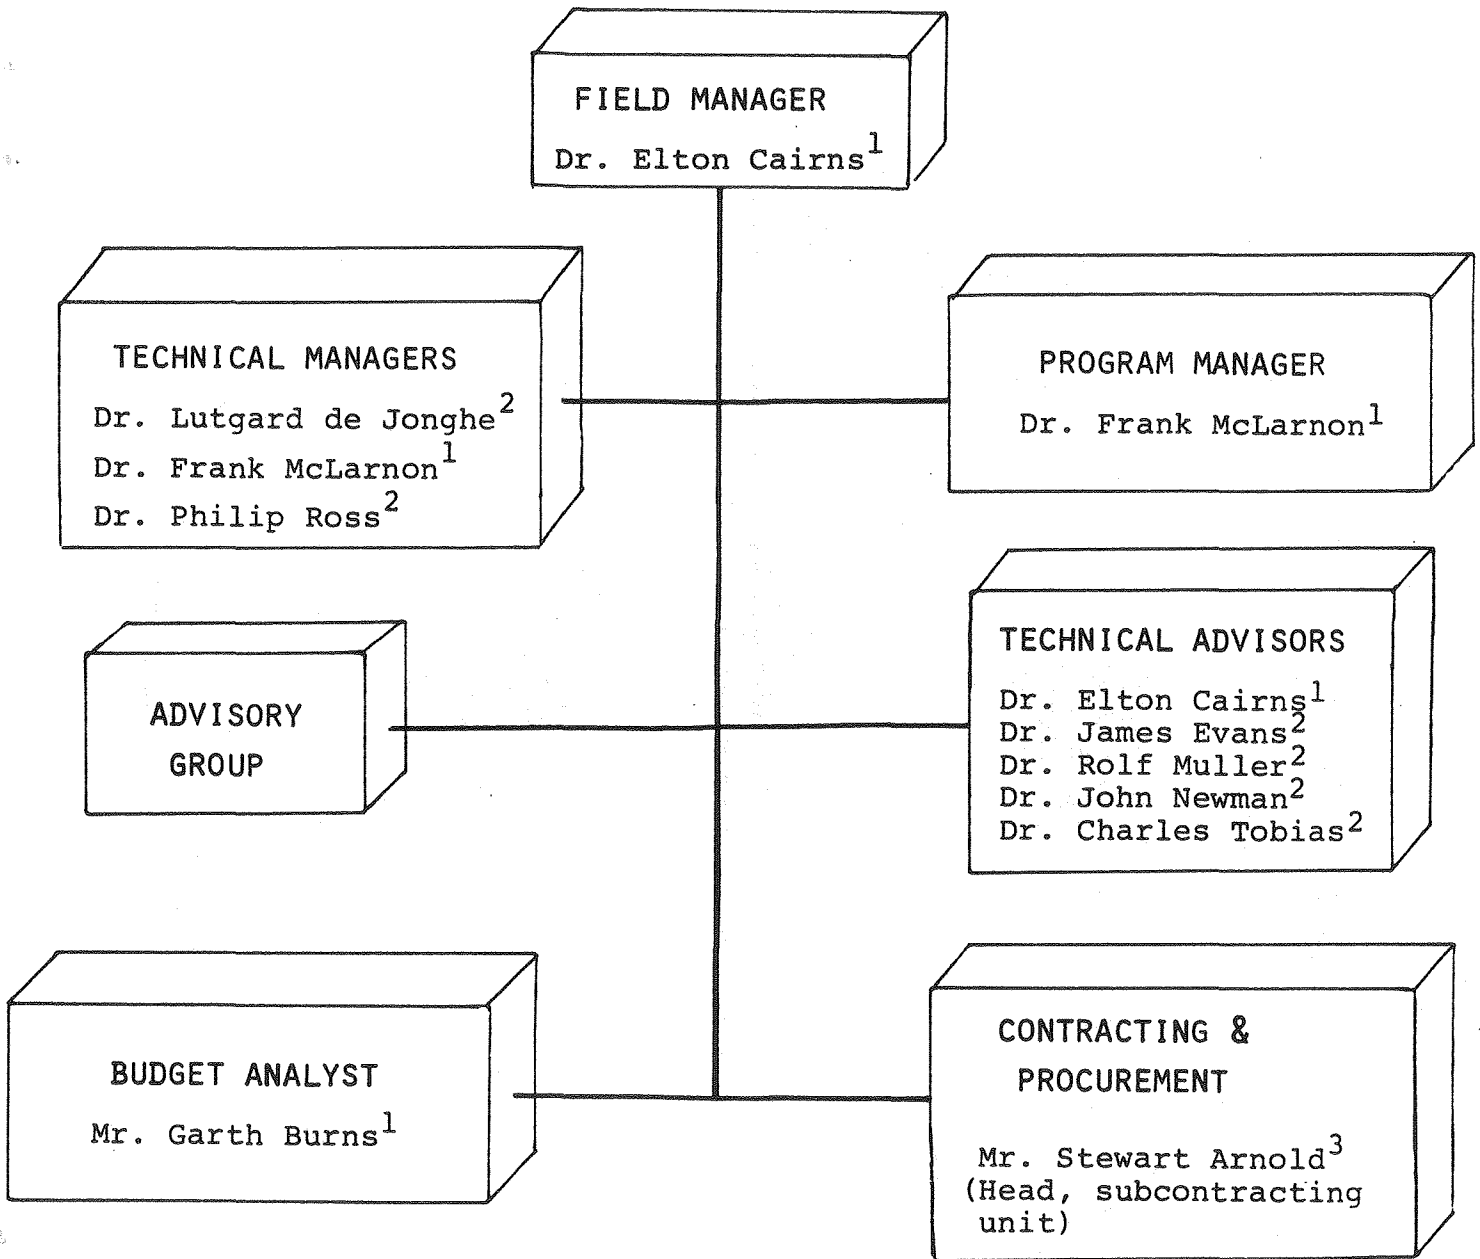 FIELD MANAGER
Dr. Elton Cairns1
TECHNICAL MANAGERS
Dr. Lutgard de Jonghe2
Dr. Frank McLarnon1
Dr. Philip Ross2
PROGRAM MANAGER
Dr. Frank McLarnon1
ADVISORY
GROUP
TECHNICAL ADVISORS
Dr. Elton Cairns1
Dr. James Evans2
Dr. Rolf Muller2
Dr. John Newman2
Dr. Charles Tobias2
BUDGET ANALYST
Mr. Garth Burns1
CONTRACTING &
PROCUREMENT
Mr. Stewart Arnold3
(Head, subcontracting
unit)